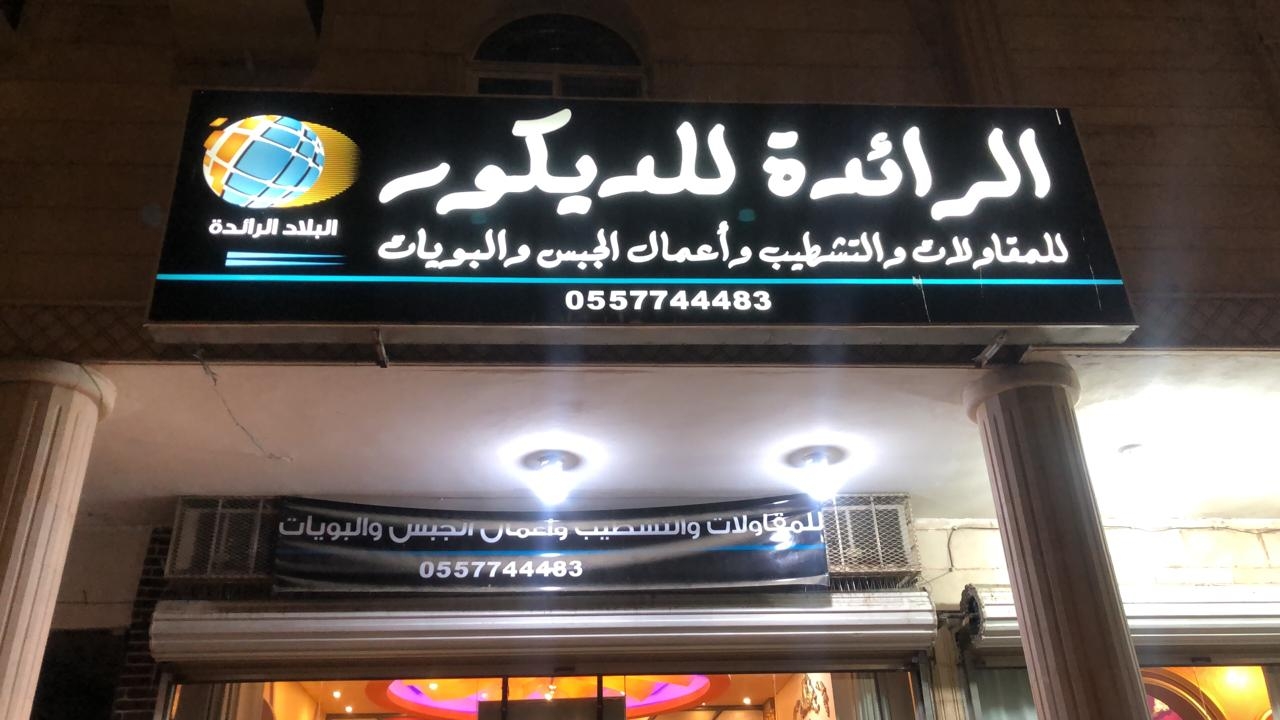 الرائدة للديكور
للمقاولات والتشطيب وأعمال الجبس والبويات
0557744483
البلاد الرائدة
للمقاولات والتشطيب وأعمال الجبس والبويات
0557744483